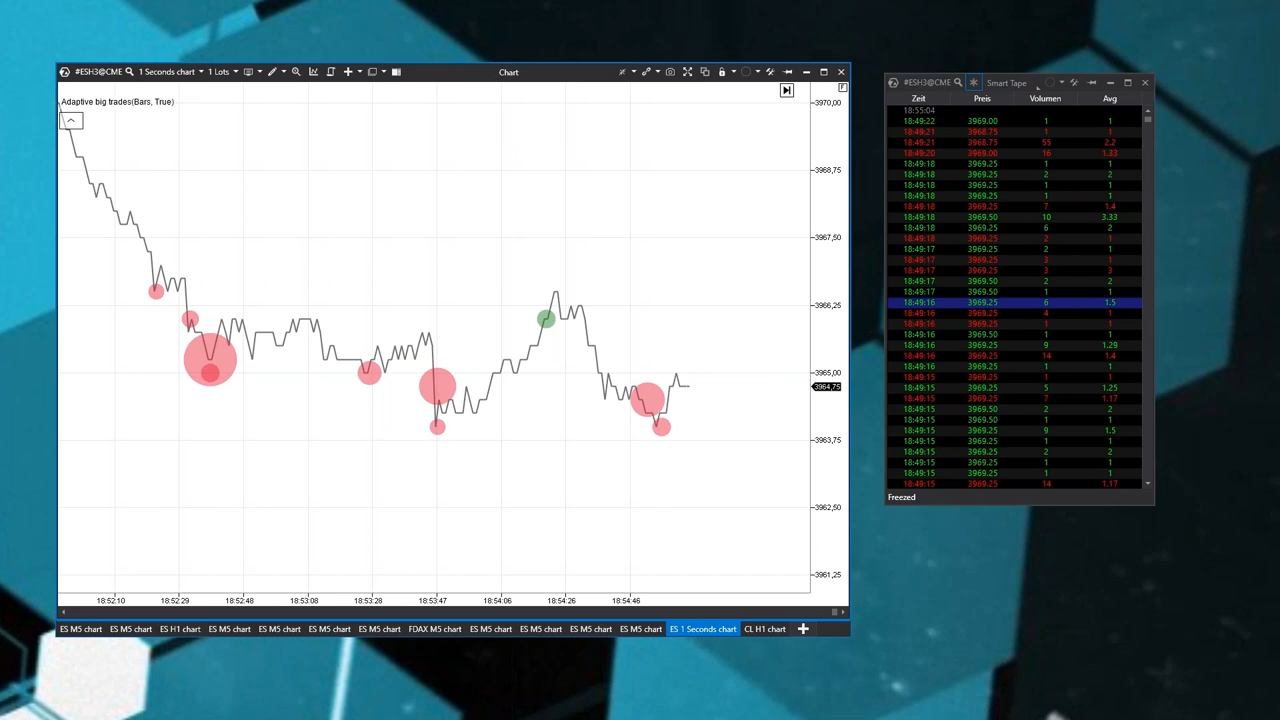 #ESH3@CME 1 Seconds chart 1 Lots Chart
Adaptive big trades(Bars, True)
F
3970,00
3968,75
3967,50
3966,25
3965,00
3964,75
3963,75
3962,50
3961,25
18:52:10 18:52:29 18:52:48 18:53:08 18:53:28 18:53:47 18:54:06 18:54:26 18:54:46
ES M5 chart ES M5 chart ES H1 chart ES M5 chart ES M5 chart ES M5 chart ES M5 chart FDAX M5 chart ES M5 chart ES M5 chart ES M5 chart ES M5 chart ES 1 Seconds chart CL H1 chart
#ESH3@CME Smart Tape
Zeit Preis Volumen Avg
18:55:04
18:49:22 3969.00 1 1
18:49:21 3968.75 1 1
18:49:21 3968.75 55 2.2
18:49:20 3969.00 16 1.33
18:49:18 3969.25 1 1
18:49:18 3969.25 2 2
18:49:18 3969.25 1 1
18:49:18 3969.25 1 1
18:49:18 3969.25 7 1.4
18:49:18 3969.50 10 3.33
18:49:18 3969.25 6 2
18:49:18 3969.25 2 1
18:49:17 3969.25 2 1
18:49:17 3969.25 3 1
18:49:17 3969.25 3 3
18:49:17 3969.50 2 2
18:49:17 3969.50 1 1
18:49:16 3969.25 6 1.5
18:49:16 3969.25 4 1
18:49:16 3969.25 1 1
18:49:16 3969.50 1 1
18:49:16 3969.25 9 1.29
18:49:16 3969.25 14 1.4
18:49:16 3969.25 1 1
18:49:15 3969.25 1 1
18:49:15 3969.25 5 1.25
18:49:15 3969.25 7 1.17
18:49:15 3969.50 2 2
18:49:15 3969.50 1 1
18:49:15 3969.25 9 1.5
18:49:15 3969.25 1 1
18:49:15 3969.25 2 2
18:49:15 3969.25 1 1
18:49:15 3969.25 1 1
18:49:15 3969.25 14 1.17
Freezed